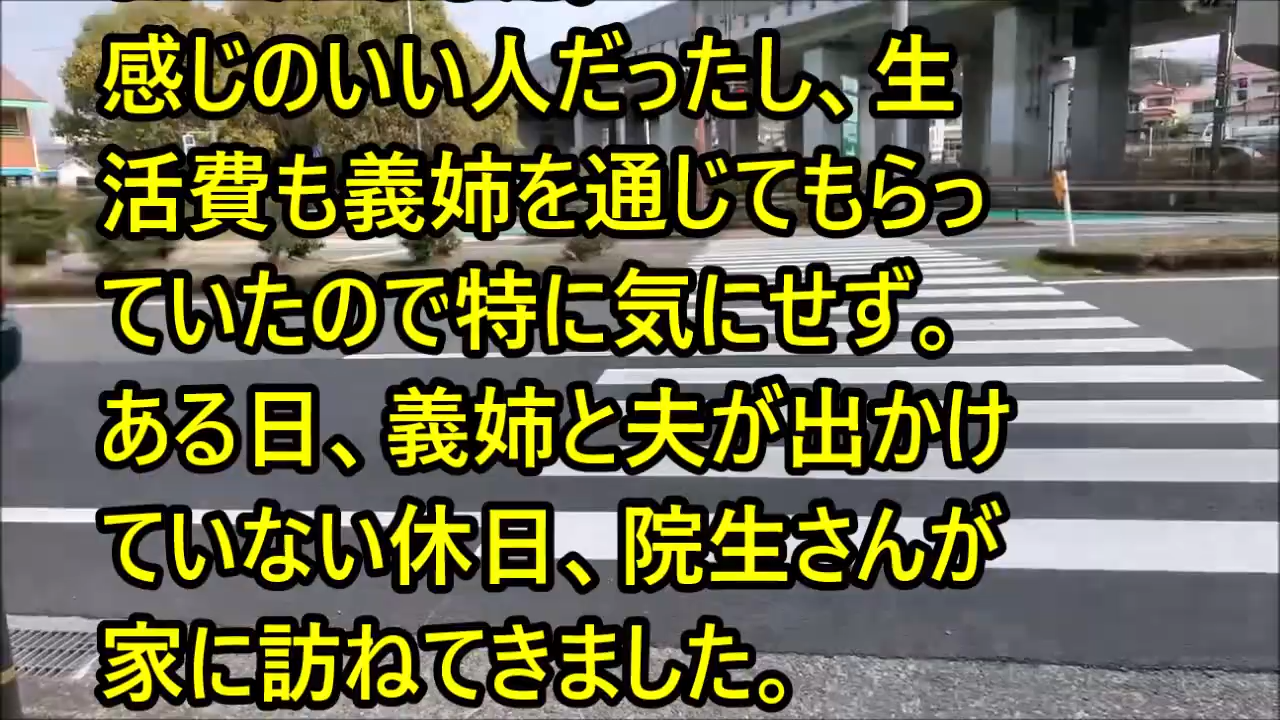 感じのいい人だったし、生
活費も義姉を通じてもらっ
ていたので特に気にせず。
ある日、義姉と夫が出かけ
ていない休日、院生さんが
家に訪ねてきました。